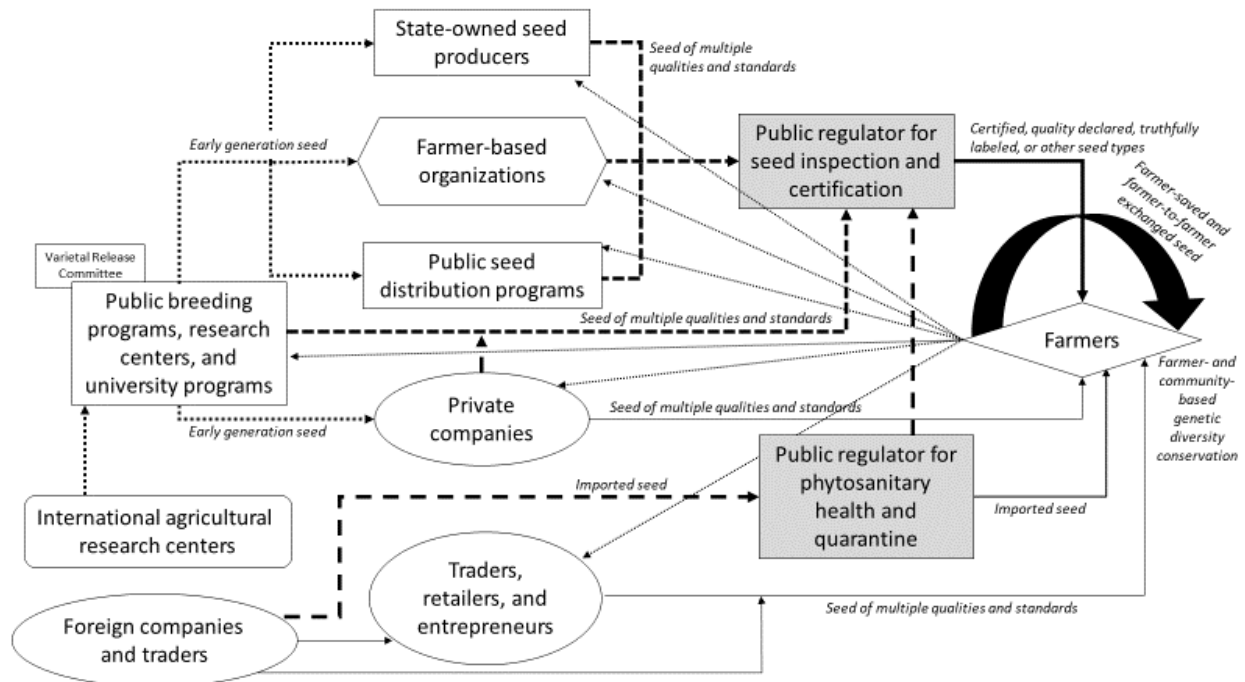 State-owned seed
producers
Seed of multiple
qualities and standards
Early generation seed
Farmer-based
organizations
Public regulator for
seed inspection and
certification
Certified, quality declared, truthfully
labeled, or other seed types
Farmer-saved and
farmer-to-farmer
exchanged seed
Varietal Release
Committee
Public seed
distribution programs
Public breeding
programs, research
centers, and
university programs
Seed of multiple qualities and standards
Farmers
Farmer- and
community-
based
genetic
diversity
conservation
Private
companies
Seed of multiple qualities and standards
Early generation seed
Public regulator for
phytosanitary
health and
quarantine
Imported seed
Imported seed
International agricultural
research centers
Traders,
retailers, and
entrepreneurs
Seed of multiple qualities and standards
Foreign companies
and traders